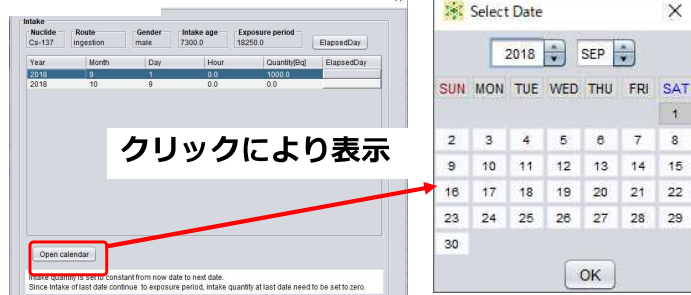 Intake
Nuclide Route Gender Intake age Exposure period
Cs-137 ingestion male 7300.0 18250.0 ElapsedDay
Year Month Day Hour Quantity[Bq] ElapsedDay
2018 9 1 0.0 1000.0
2018 10 9 0.0 0.0
クリックにより表示
Open calendar
Intake quantity is set to constant from now date to next date.
Since Intake of last date continue to exposure period, intake quantity at last date need to be set to zero.
Select Date
2018 SEP
SUN MON TUE WED THU FRI SAT
1
2 3 4 5 6 7 8
9 10 11 12 13 14 15
16 17 18 19 20 21 22
23 24 25 26 27 28 29
30
OK